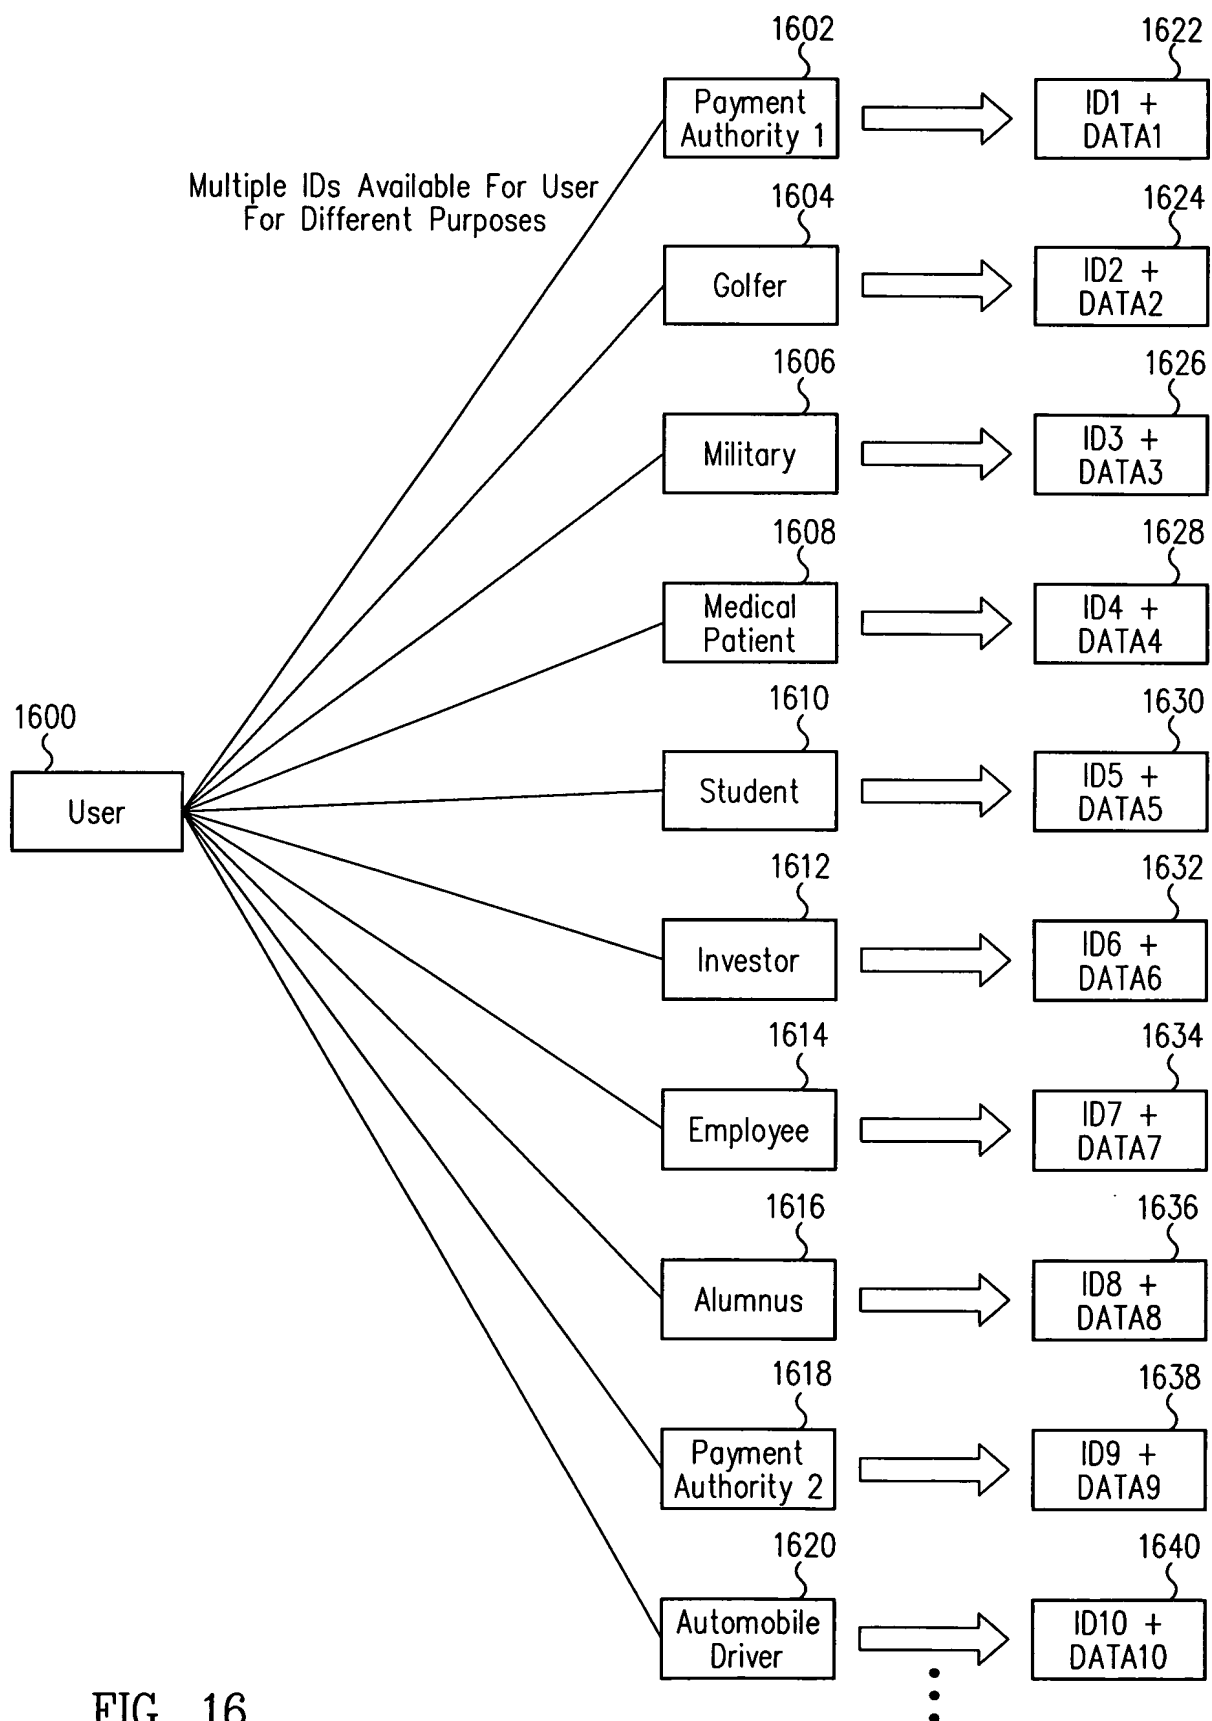 1602
1622
Payment
Authority 1
ID1 +
DATA1
Multiple IDs Available For User
For Different Purposes
1604
1624
Golfer
ID2 +
DATA2
1606
1626
Military
ID3 +
DATA3
1608
1628
Medical
Patient
ID4 +
DATA4
1600
User
1610
1630
Student
ID5 +
DATA5
1612
1632
Investor
ID6 +
DATA6
1614
1634
Employee
ID7 +
DATA7
1616
1636
Alumnus
ID8 +
DATA8
1618
1638
Payment
Authority 2
ID9 +
DATA9
1620
1640
Automobile
Driver
ID10 +
DATA10
FIG. 16